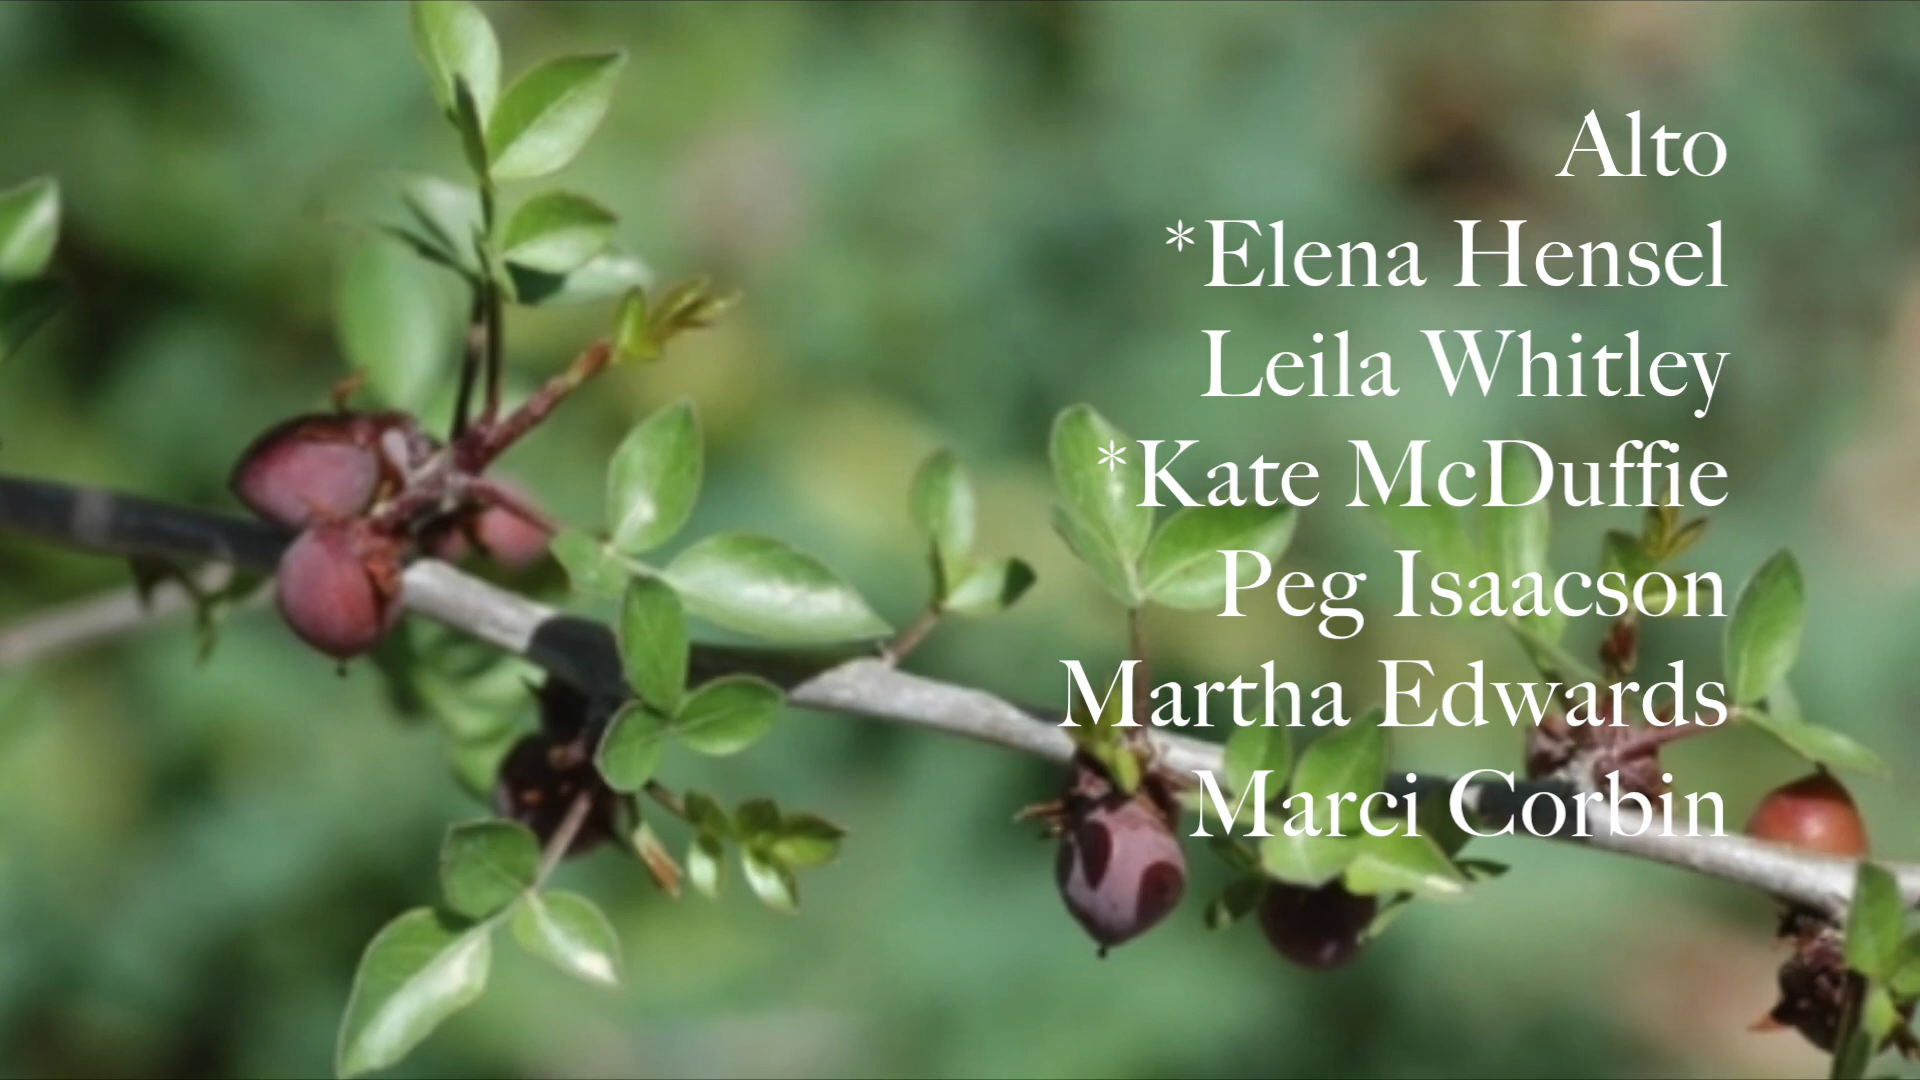 Alto
*Elena Hensel
Leila Whitley
*Kate McDuffie
Peg Isaacson
Martha Edwards
Marci Corbin